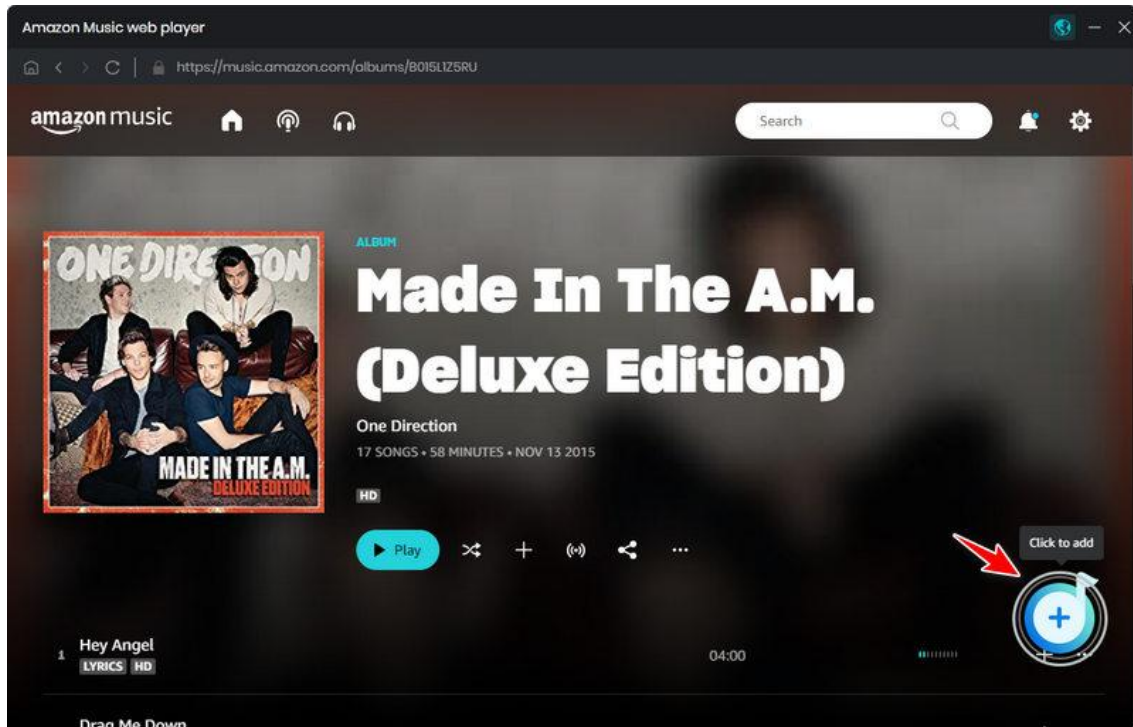 Amazon Music web player
https://music.amazon.com/albums/B015L1Z5RU
amazon music
Search
ONE DIRECTION
MADE IN THE A.M.
DELUXE EDITION
ALBUM
Made In The A.M.
(Deluxe Edition)
One Direction
17 SONGS • 58 MINUTES • NOV 13 2015
HD
Play
Click to add
1 Hey Angel 04:00
LYRICS HD
Drag Me Down